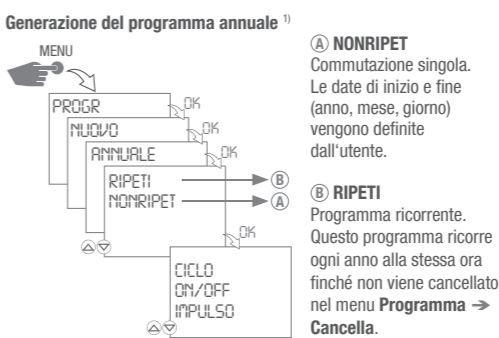 Generazione del programma annuale 1)
MENU
PROGR
OK
NUOVO
OK
ANNUALE
OK
RIPETI
B
NONRIPET
A
OK
CICLO
ON/OFF
IMPULSO
A NONRIPET
Commutazione singola.
Le date di inizio e fine
(anno, mese, giorno)
vengono definite
dall'utente.
B RIPETI
Programma ricorrente.
Questo programma ricorre
ogni anno alla stessa ora
finché non viene cancellato
nel menu Programma ➔
Cancella.